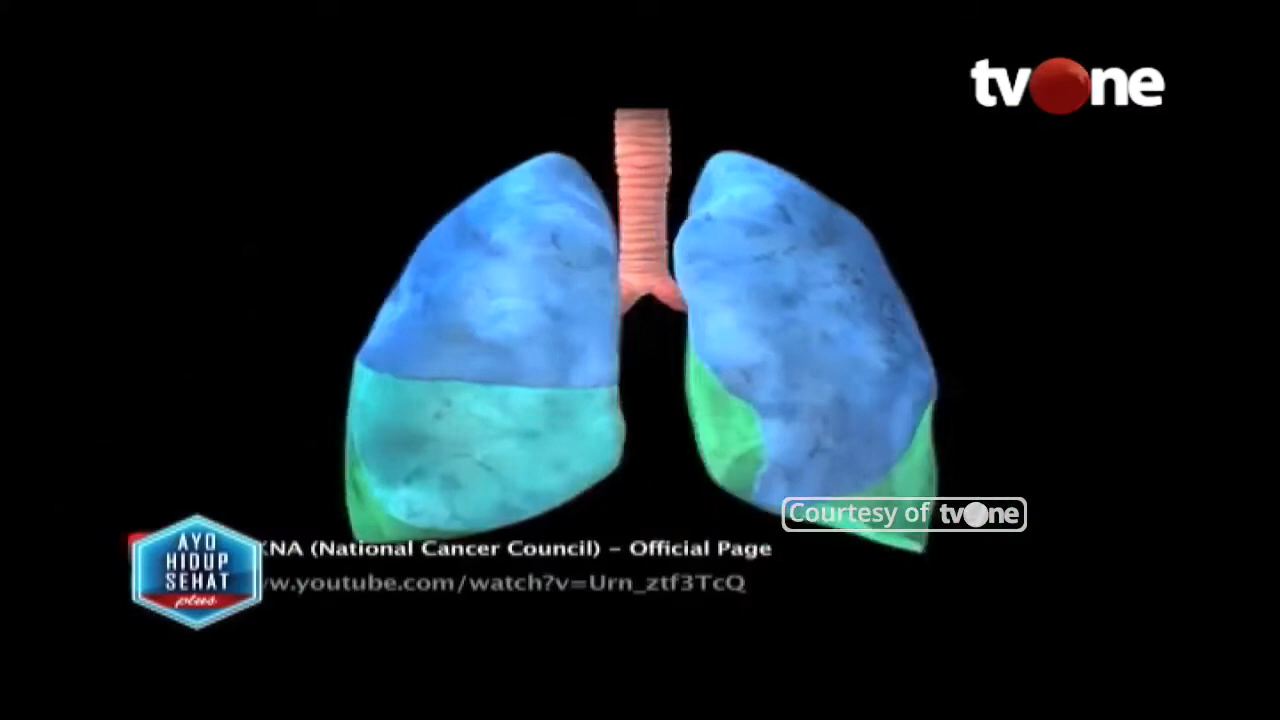 tvOne
Courtesy of tvOne
KNA (National Cancer Council) – Official Page
AYO
HIDUP
SEHAT
plus
w.youtube.com/watch?v=Urn_ztf3TcQ